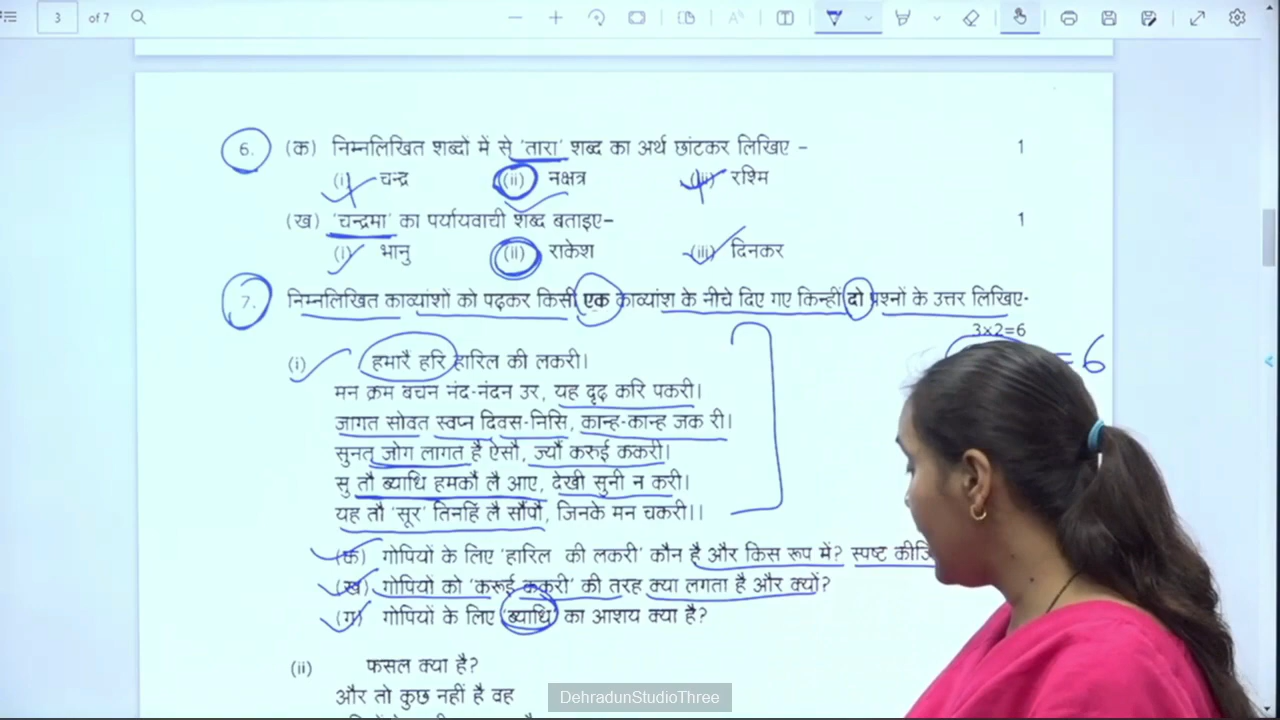 3 of 7
6. (क) निम्नलिखित शब्दों में से 'तारा' शब्द का अर्थ छांटकर लिखिए – 1
(i) चन्द्र (ii) नक्षत्र (iii) रश्मि
(ख) 'चन्द्रमा' का पर्यायवाची शब्द बताइए– 1
(i) भानु (ii) राकेश (iii) दिनकर
7. निम्नलिखित काव्यांशों को पढ़कर किसी एक काव्यांश के नीचे दिए गए किन्हीं दो प्रश्नों के उत्तर लिखिए-
3×2=6
= 6
(i) हमारैं हरि हारिल की लकरी।
मन क्रम बचन नंद-नंदन उर, यह दृढ़ करि पकरी।
जागत सोवत स्वप्न दिवस-निसि, कान्ह-कान्ह जक री।
सुनत जोग लागत है ऐसौ, ज्यौं करुई ककरी।
सु तौ ब्याधि हमकौं लै आए, देखी सुनी न करी।
यह तौ 'सूर' तिनहिं लै सौंपौ, जिनके मन चकरी।।
(क) गोपियों के लिए 'हारिल की लकरी' कौन है और किस रूप में? स्पष्ट
(ख) गोपियों को 'करूई ककरी' की तरह क्या लगता है और क्यों?
(ग) गोपियों के लिए 'ब्याधि' का आशय क्या है?
(ii) फसल क्या है?
और तो कुछ नहीं है वह
DehradunStudioThree